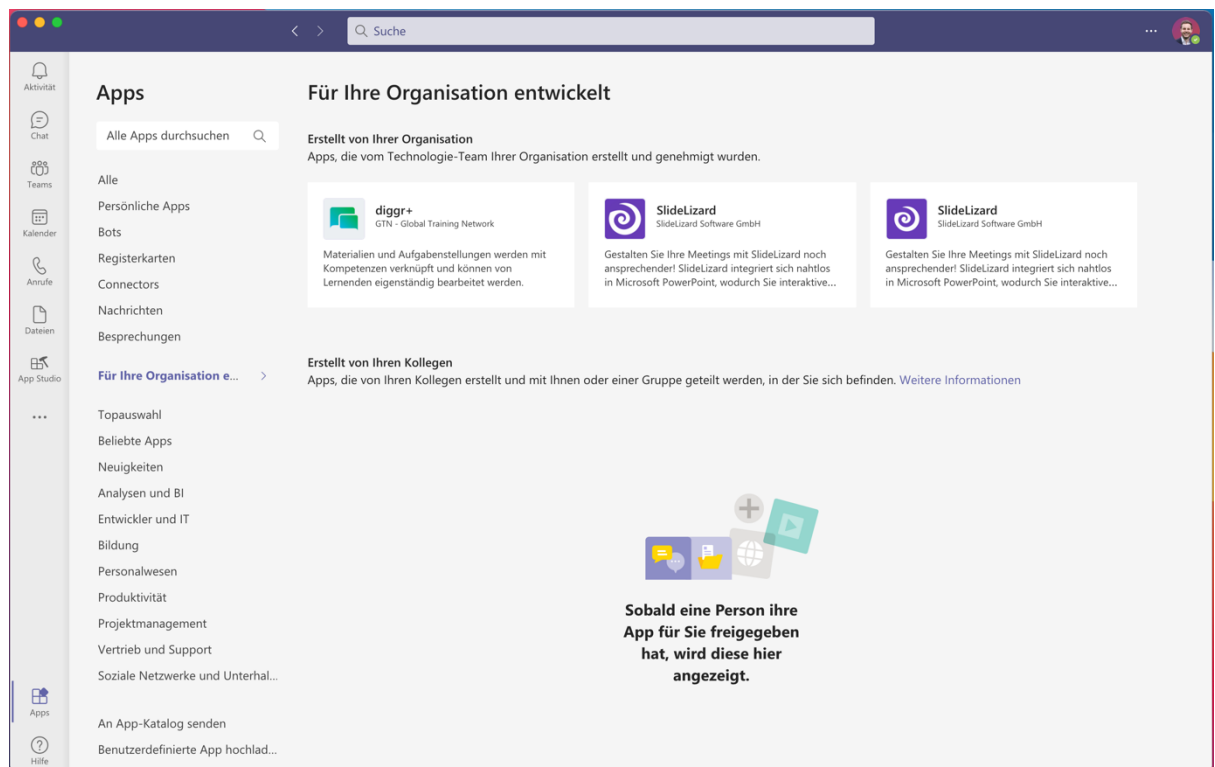 Suche
Aktivität
Chat
Teams
Kalender
Anrufe
Dateien
App Studio
Apps
Hilfe
Apps
Alle Apps durchsuchen
Alle
Persönliche Apps
Bots
Registerkarten
Connectors
Nachrichten
Besprechungen
Für Ihre Organisation e...
Topauswahl
Beliebte Apps
Neuigkeiten
Analysen und BI
Entwickler und IT
Bildung
Personalwesen
Produktivität
Projektmanagement
Vertrieb und Support
Soziale Netzwerke und Unterhal...
An App-Katalog senden
Benutzerdefinierte App hochlad...
Für Ihre Organisation entwickelt
Erstellt von Ihrer Organisation
Apps, die vom Technologie-Team Ihrer Organisation erstellt und genehmigt wurden.
diggr+
GTN - Global Training Network
Materialien und Aufgabenstellungen werden mit
Kompetenzen verknüpft und können von
Lernenden eigenständig bearbeitet werden.
SlideLizard
SlideLizard Software GmbH
Gestalten Sie Ihre Meetings mit SlideLizard noch
ansprechender! SlideLizard integriert sich nahtlos
in Microsoft PowerPoint, wodurch Sie interaktive...
SlideLizard
SlideLizard Software GmbH
Gestalten Sie Ihre Meetings mit SlideLizard noch
ansprechender! SlideLizard integriert sich nahtlos
in Microsoft PowerPoint, wodurch Sie interaktive...
Erstellt von Ihren Kollegen
Apps, die von Ihren Kollegen erstellt und mit Ihnen oder einer Gruppe geteilt werden, in der Sie sich befinden. Weitere Informationen
Sobald eine Person ihre
App für Sie freigegeben
hat, wird diese hier
angezeigt.